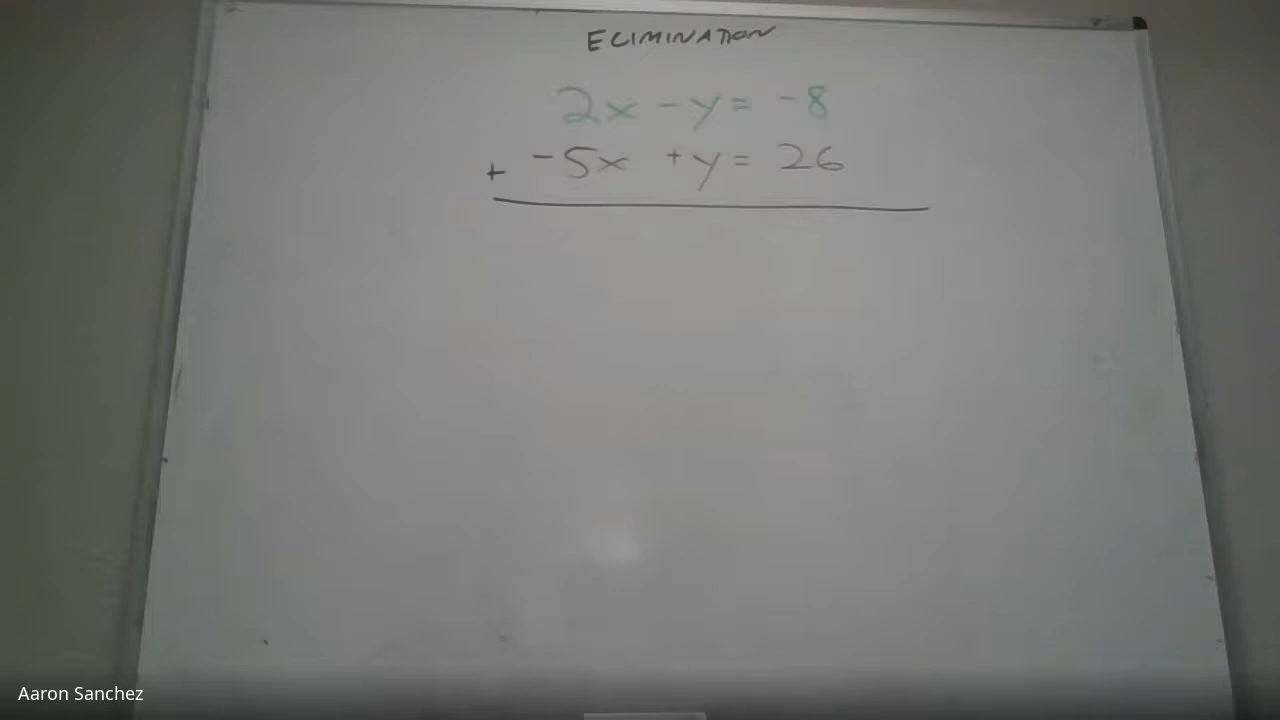 ELIMINATION
2x - y = -8
+ -5x + y = 26
Aaron Sanchez